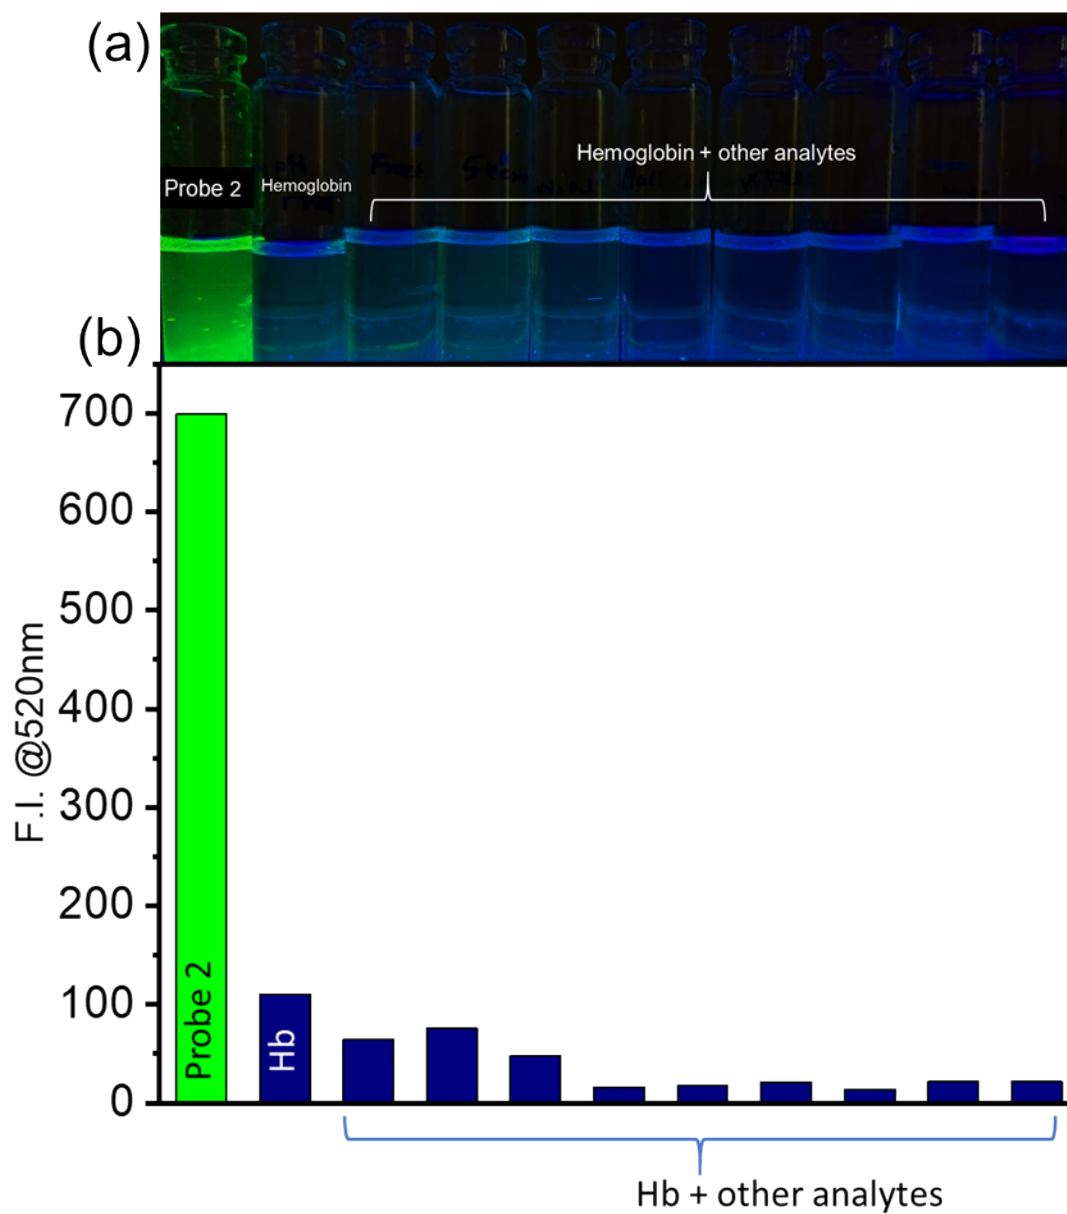 (a)
Hemoglobin + other analytes
Probe 2
Hemoglobin
(b)
700
600
500
400
300
200
100
0
F.I. @520nm
Probe 2
Hb
Hb + other analytes